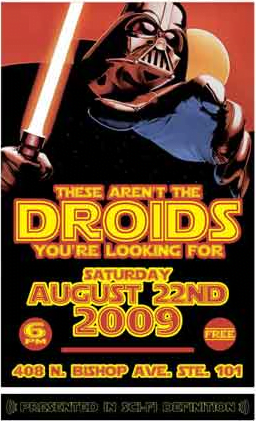 THESE AREN'T THE
DROIDS
YOU'RE LOOKING FOR
SATURDAY
AUGUST 22ND
2009
6 PM
FREE
408 N. BISHOP AVE. STE. 101
PRESENTED IN SCI-FI DEFINITION